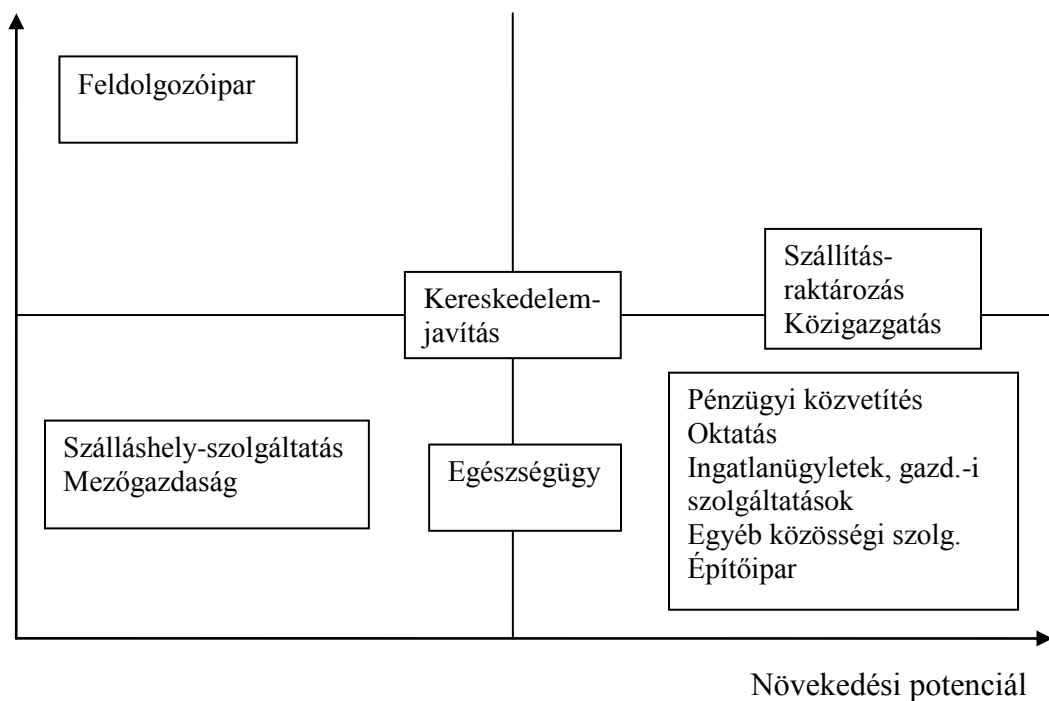 Feldolgozóipar
Szállítás-
raktározás
Közigazgatás
Kereskedelem-
javítás
Szálláshely-szolgáltatás
Mezőgazdaság
Egészségügy
Pénzügyi közvetítés
Oktatás
Ingatlanügyletek, gazd.-i
szolgáltatások
Egyéb közösségi szolg.
Építőipar
Növekedési potenciál